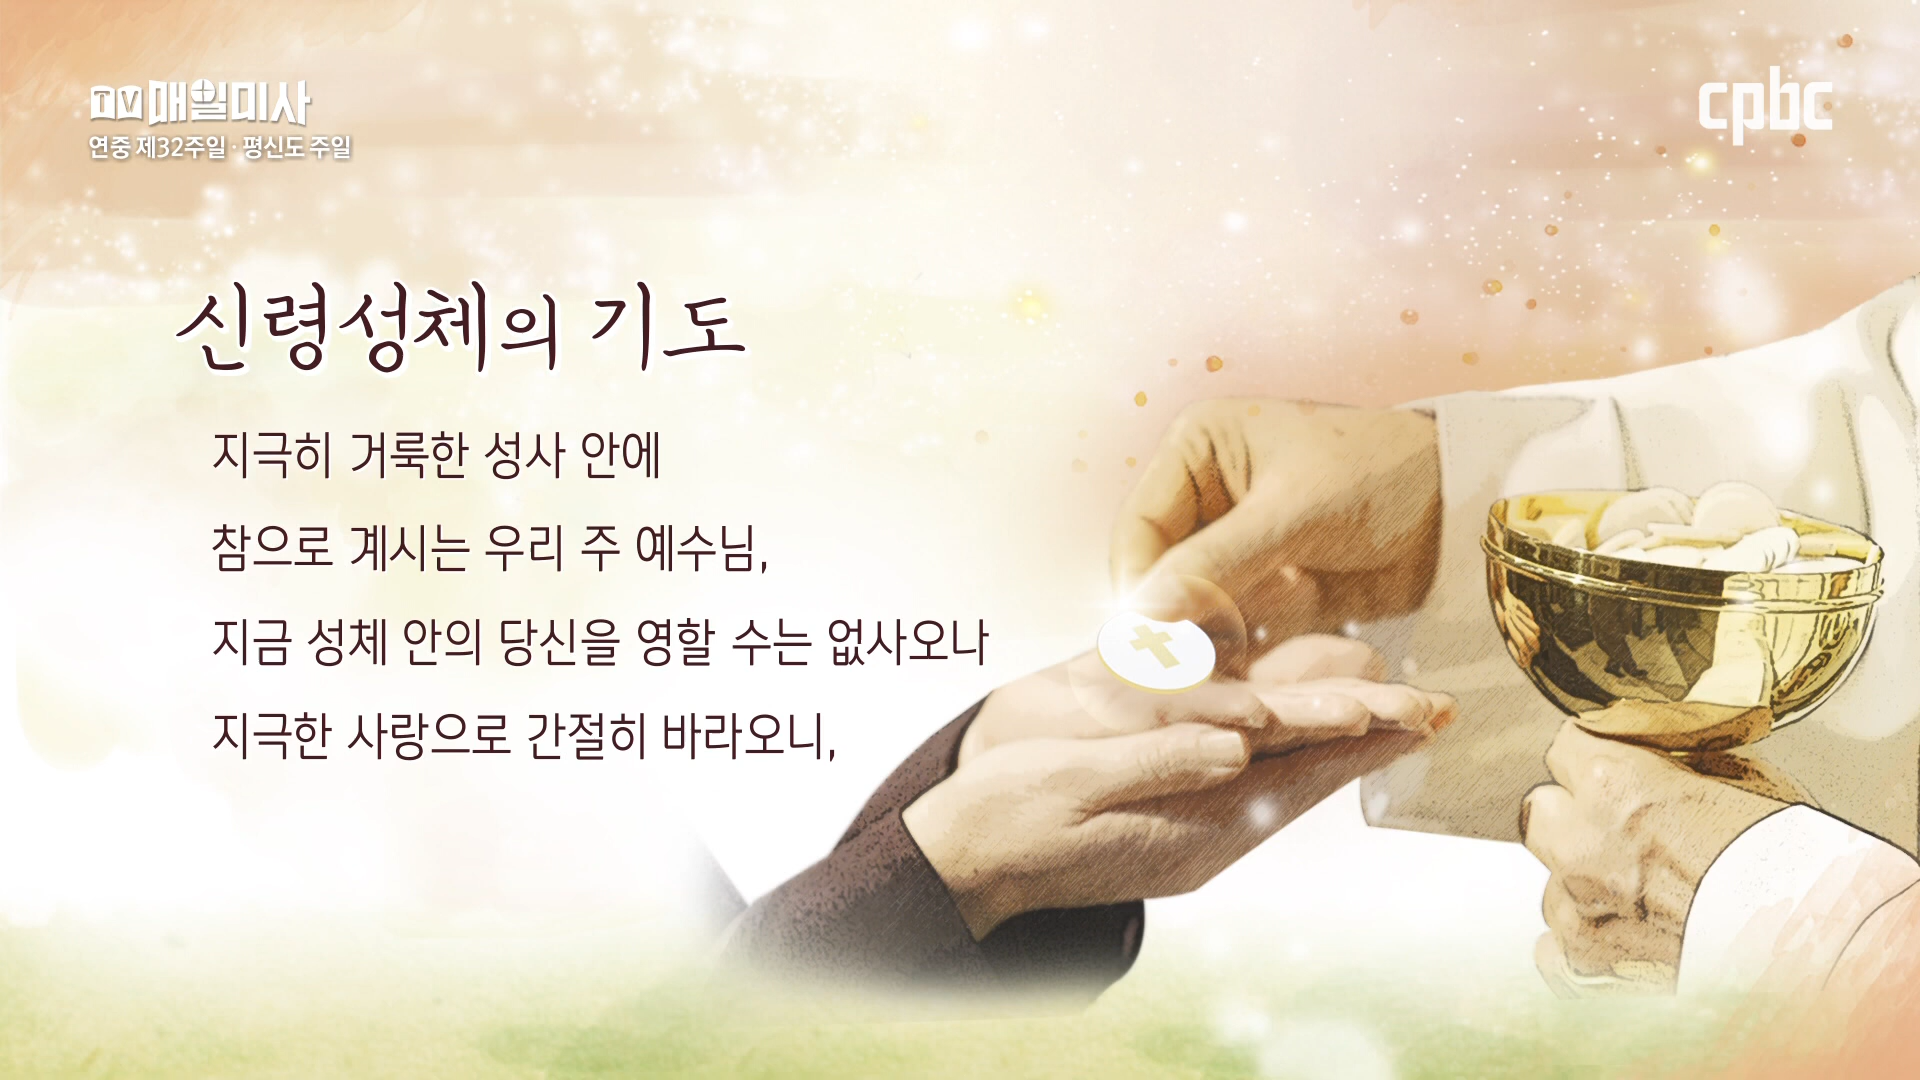 TV 매일미사
연중 제32주일 · 평신도 주일
cpbc
신령성체의 기도
지극히 거룩한 성사 안에
참으로 계시는 우리 주 예수님,
지금 성체 안의 당신을 영할 수는 없사오나
지극한 사랑으로 간절히 바라오니,